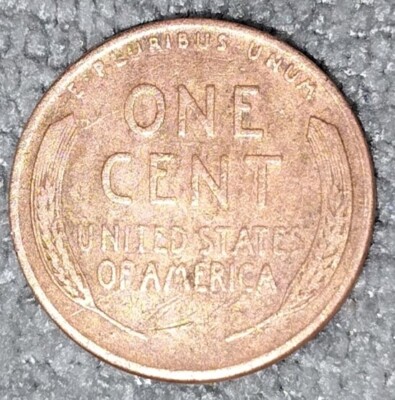 E·PLURIBUS·UNUM
ONE
CENT
UNITED STATES
OF AMERICA